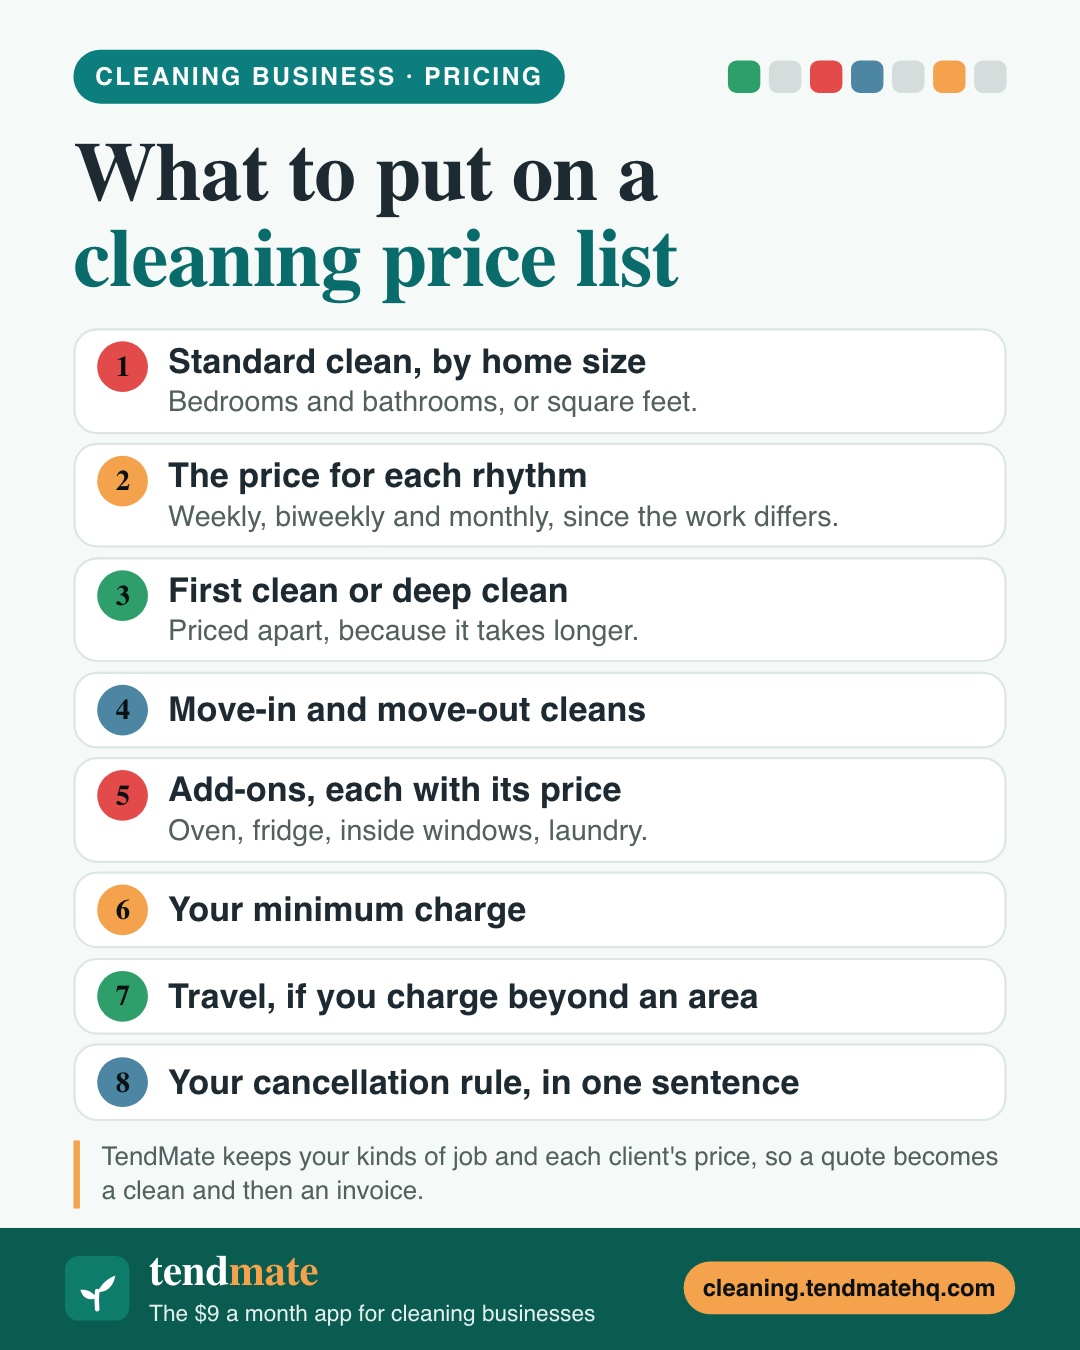 CLEANING BUSINESS · PRICING
What to put on a
cleaning price list
1
Standard clean, by home size
Bedrooms and bathrooms, or square feet.
2
The price for each rhythm
Weekly, biweekly and monthly, since the work differs.
3
First clean or deep clean
Priced apart, because it takes longer.
4
Move-in and move-out cleans
5
Add-ons, each with its price
Oven, fridge, inside windows, laundry.
6
Your minimum charge
7
Travel, if you charge beyond an area
8
Your cancellation rule, in one sentence
TendMate keeps your kinds of job and each client's price, so a quote becomes
a clean and then an invoice.
tendmate
The $9 a month app for cleaning businesses
cleaning.tendmatehq.com